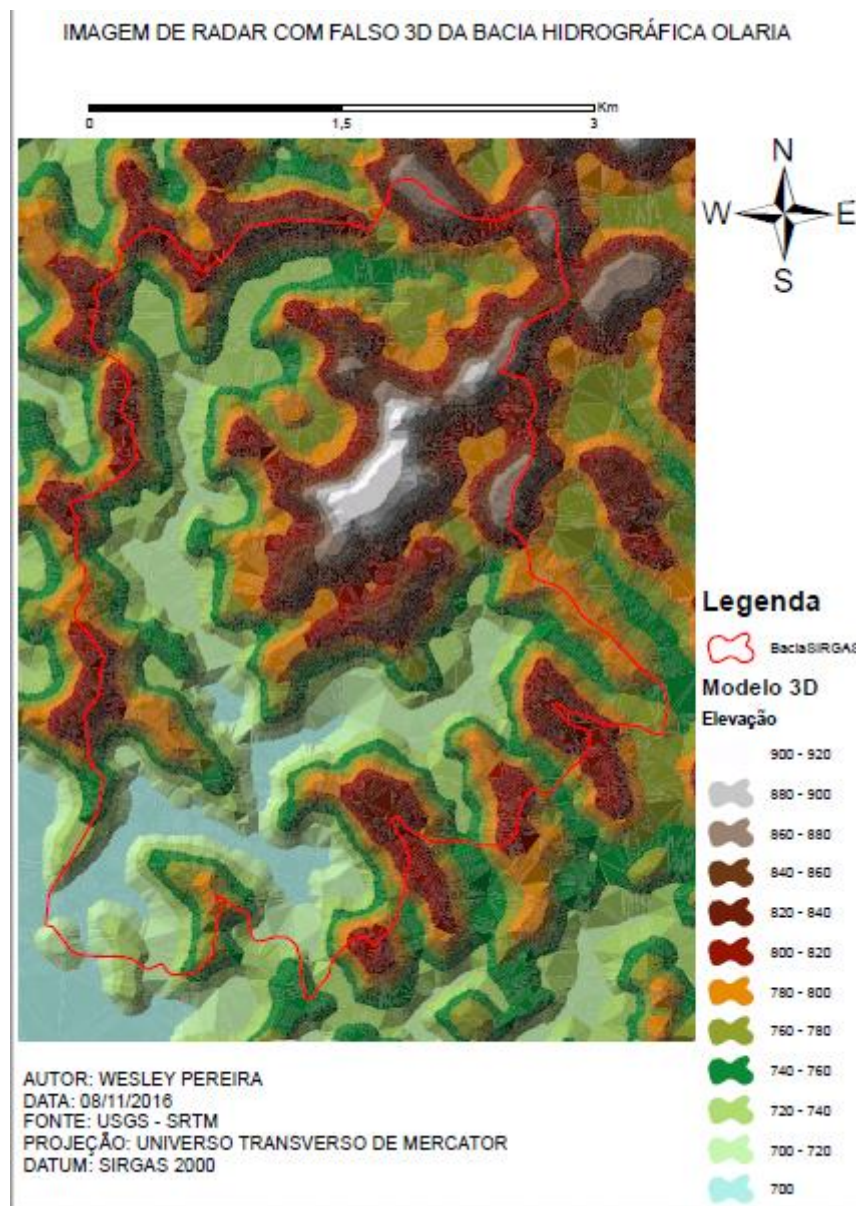 IMAGEM DE RADAR COM FALSO 3D DA BACIA HIDROGRÁFICA OLARIA
Km
0 1,5 3
N
W E
S
Legenda
BaciaSIRGAS
Modelo 3D
Elevação
900 - 920
880 - 900
860 - 880
840 - 860
820 - 840
800 - 820
780 - 800
760 - 780
740 - 760
720 - 740
700 - 720
700
AUTOR: WESLEY PEREIRA
DATA: 08/11/2016
FONTE: USGS - SRTM
PROJEÇÃO: UNIVERSO TRANSVERSO DE MERCATOR
DATUM: SIRGAS 2000